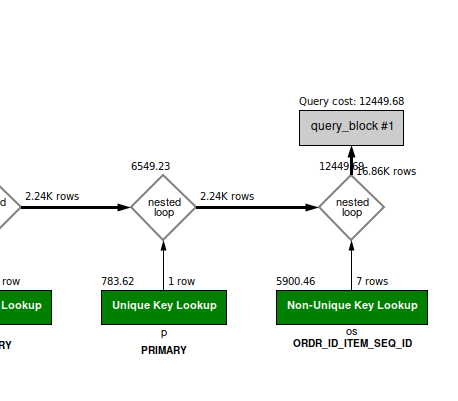 Query cost: 12449.68
query_block #1
6549.23
12449.69
16.86K rows
2.24K rows
2.24K rows
d
nested
loop
nested
loop
row
783.62
1 row
5900.46
7 rows
Lookup
Unique Key Lookup
Non-Unique Key Lookup
RY
p
PRIMARY
os
ORDR_ID_ITEM_SEQ_ID